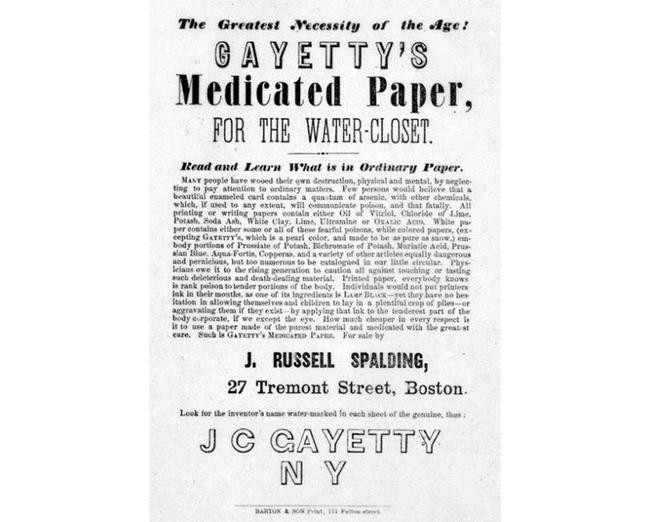 The Greatest Necessity of the Age!
GAYETTY'S
Medicated Paper,
FOR THE WATER-CLOSET.
Read and Learn What is in Ordinary Paper.
MANY people have wooed their own destruction, physical and mental, by neglec-
ting to pay attention to ordinary matters. Few persons would believe that a
beautiful enameled card contains a quantum of arsenic, with other chemicals,
which, if used to any extent, will communicate poison, and that fatally. All
printing or writing papers contain either Oil of Vitriol, Chloride of Lime,
Potash, Soda Ash, White Clay, Lime, Ultramine or OXALIC ACID. White pa-
per contains either some or all of these fearful poisons, while colored papers, (ex-
cepting GAYETTY'S, which is a pearl color, and made to be as pure as snow,) em-
body portions of Prussiate of Potash, Bichromate of Potash, Muriatic Acid, Prus-
sian Blue, Aqua-Fortis, Copperas, and a variety of other articles equally dangerous
and pernicious, but too numerous to be catalogued in our little circular. Phys-
icians owe it to the rising generation to caution all against touching or tasting
such deleterious and death-dealing material. Printed paper, everybody knows
is rank poison to tender portions of the body. Individuals would not put printers
ink in their mouths, as one of its ingredients is LAMP BLACK—yet they have no hes-
itation in allowing themselves and children to lay in a plentiful crop of piles—or
aggravating them if they exist—by applying that ink to the tenderest part of the
body corporate, if we except the eye. How much cheaper in every respect is
it to use a paper made of the purest material and medicated with the greatest
care. Such is GAYETTY'S MEDICATED PAPER. For sale by
J. RUSSELL SPALDING,
27 Tremont Street, Boston.
Look for the inventor's name water-marked in each sheet of the genuine, thus:
J C GAYETTY
N Y
BARTON & SON Print, 111 Fulton street.